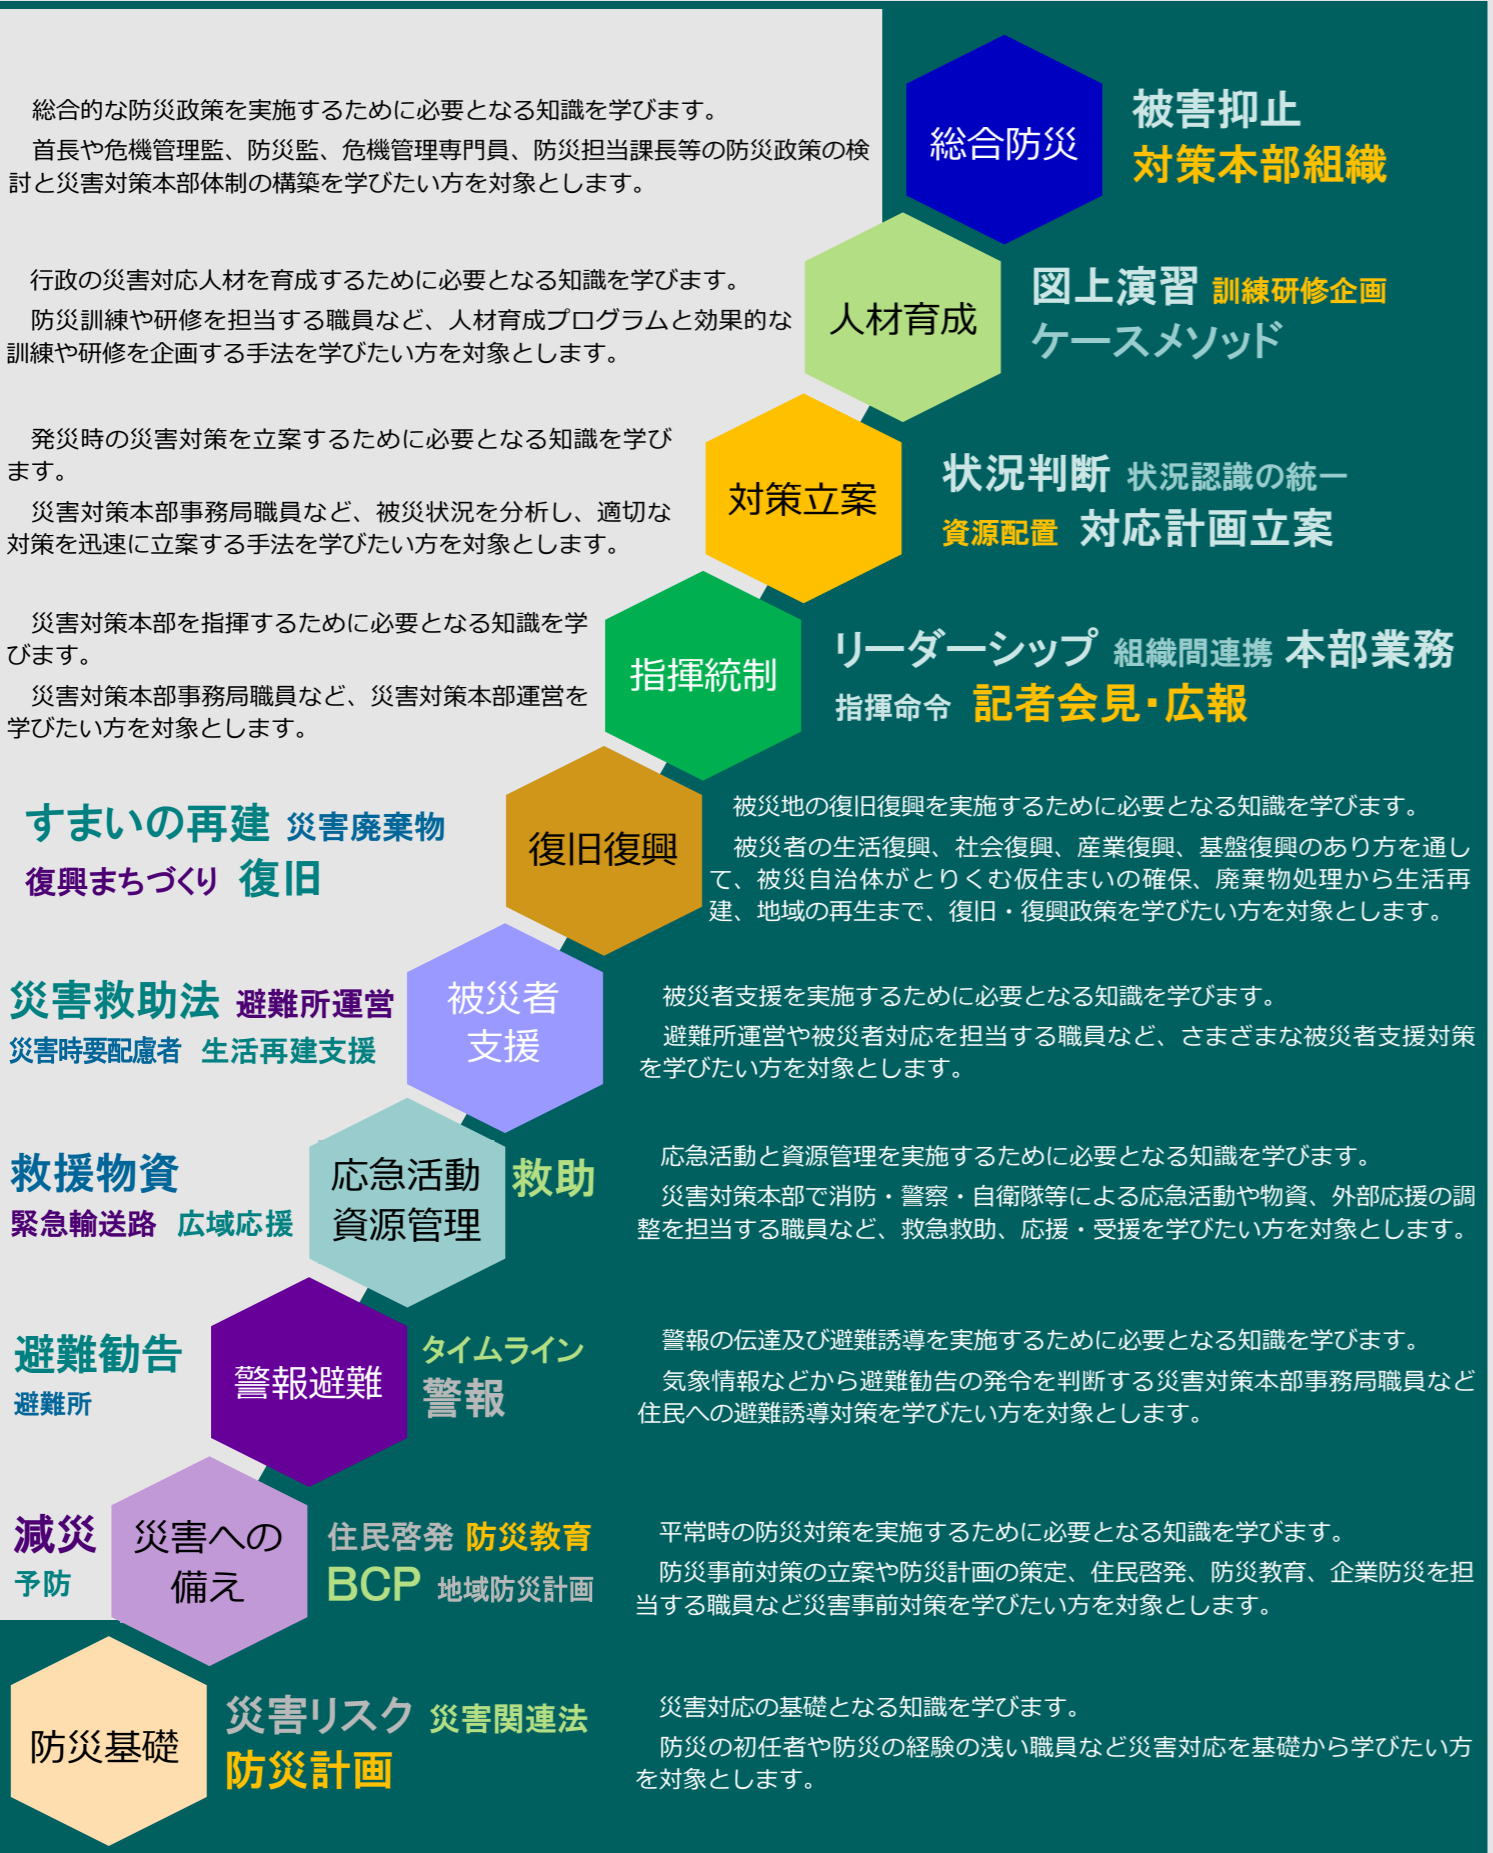 総合的な防災政策を実施するために必要となる知識を学びます。
首長や危機管理監、防災監、危機管理専門員、防災担当課長等の防災政策の検
討と災害対策本部体制の構築を学びたい方を対象とします。
総合防災
被害抑止
対策本部組織
行政の災害対応人材を育成するために必要となる知識を学びます。
防災訓練や研修を担当する職員など、人材育成プログラムと効果的な
訓練や研修を企画する手法を学びたい方を対象とします。
人材育成
図上演習 訓練研修企画
ケースメソッド
発災時の災害対策を立案するために必要となる知識を学び
ます。
災害対策本部事務局職員など、被災状況を分析し、適切な
対策を迅速に立案する手法を学びたい方を対象とします。
対策立案
状況判断 状況認識の統一
資源配置 対応計画立案
災害対策本部を指揮するために必要となる知識を学
びます。
災害対策本部事務局職員など、災害対策本部運営を
学びたい方を対象とします。
指揮統制
リーダーシップ 組織間連携 本部業務
指揮命令 記者会見・広報
すまいの再建 災害廃棄物
復興まちづくり 復旧
復旧復興
被災地の復旧復興を実施するために必要となる知識を学びます。
被災者の生活復興、社会復興、産業復興、基盤復興のあり方を通し
て、被災自治体がとりくむ仮住まいの確保、廃棄物処理から生活再
建、地域の再生まで、復旧・復興政策を学びたい方を対象とします。
災害救助法 避難所運営
災害時要配慮者 生活再建支援
被災者
支援
被災者支援を実施するために必要となる知識を学びます。
避難所運営や被災者対応を担当する職員など、さまざまな被災者支援対策
を学びたい方を対象とします。
救援物資
緊急輸送路 広域応援
応急活動
資源管理
救助
応急活動と資源管理を実施するために必要となる知識を学びます。
災害対策本部で消防・警察・自衛隊等による応急活動や物資、外部応援の調
整を担当する職員など、救急救助、応援・受援を学びたい方を対象とします。
避難勧告
避難所
警報避難
タイムライン
警報
警報の伝達及び避難誘導を実施するために必要となる知識を学びます。
気象情報などから避難勧告の発令を判断する災害対策本部事務局職員など
住民への避難誘導対策を学びたい方を対象とします。
減災
予防
災害への
備え
住民啓発 防災教育
BCP 地域防災計画
平常時の防災対策を実施するために必要となる知識を学びます。
防災事前対策の立案や防災計画の策定、住民啓発、防災教育、企業防災を担
当する職員など災害事前対策を学びたい方を対象とします。
防災基礎
災害リスク 災害関連法
防災計画
災害対応の基礎となる知識を学びます。
防災の初任者や防災の経験の浅い職員など災害対応を基礎から学びたい方
を対象とします。